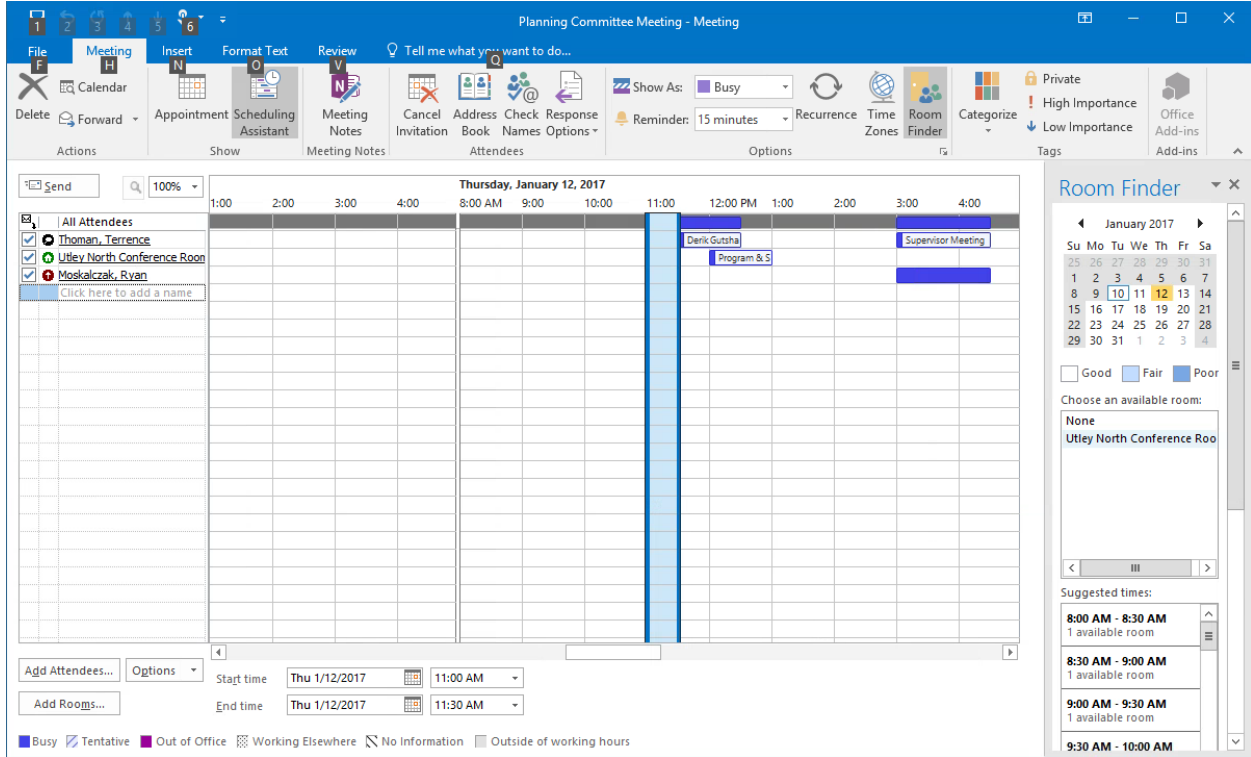 Planning Committee Meeting - Meeting
1 2 3 4 5 6
File Meeting Insert Format Text Review Tell me what you want to do...
F H N O V Q
Delete
Calendar
Forward
Actions
Appointment
Scheduling
Assistant
Show
Meeting
Notes
Meeting Notes
Cancel
Invitation
Address
Book
Check
Names
Response
Options
Attendees
Show As: Busy
Reminder: 15 minutes
Recurrence
Time
Zones
Room
Finder
Options
Categorize
Private
High Importance
Low Importance
Tags
Office
Add-ins
Add-ins
Send 100%
Thursday, January 12, 2017
1:00 2:00 3:00 4:00 8:00 AM 9:00 10:00 11:00 12:00 PM 1:00 2:00 3:00 4:00
All Attendees
Thoman, Terrence
Derik Gutsha
Supervisor Meeting
Utley North Conference Roon
Program & S
Moskalczak, Ryan
Click here to add a name
Add Attendees... Options
Add Rooms...
Start time Thu 1/12/2017 11:00 AM
End time Thu 1/12/2017 11:30 AM
Busy Tentative Out of Office Working Elsewhere No Information Outside of working hours
Room Finder
January 2017
Su Mo Tu We Th Fr Sa
25 26 27 28 29 30 31
1 2 3 4 5 6 7
8 9 10 11 12 13 14
15 16 17 18 19 20 21
22 23 24 25 26 27 28
29 30 31 1 2 3 4
Good Fair Poor
Choose an available room:
None
Utley North Conference Roo
Suggested times:
8:00 AM - 8:30 AM
1 available room
8:30 AM - 9:00 AM
1 available room
9:00 AM - 9:30 AM
1 available room
9:30 AM - 10:00 AM